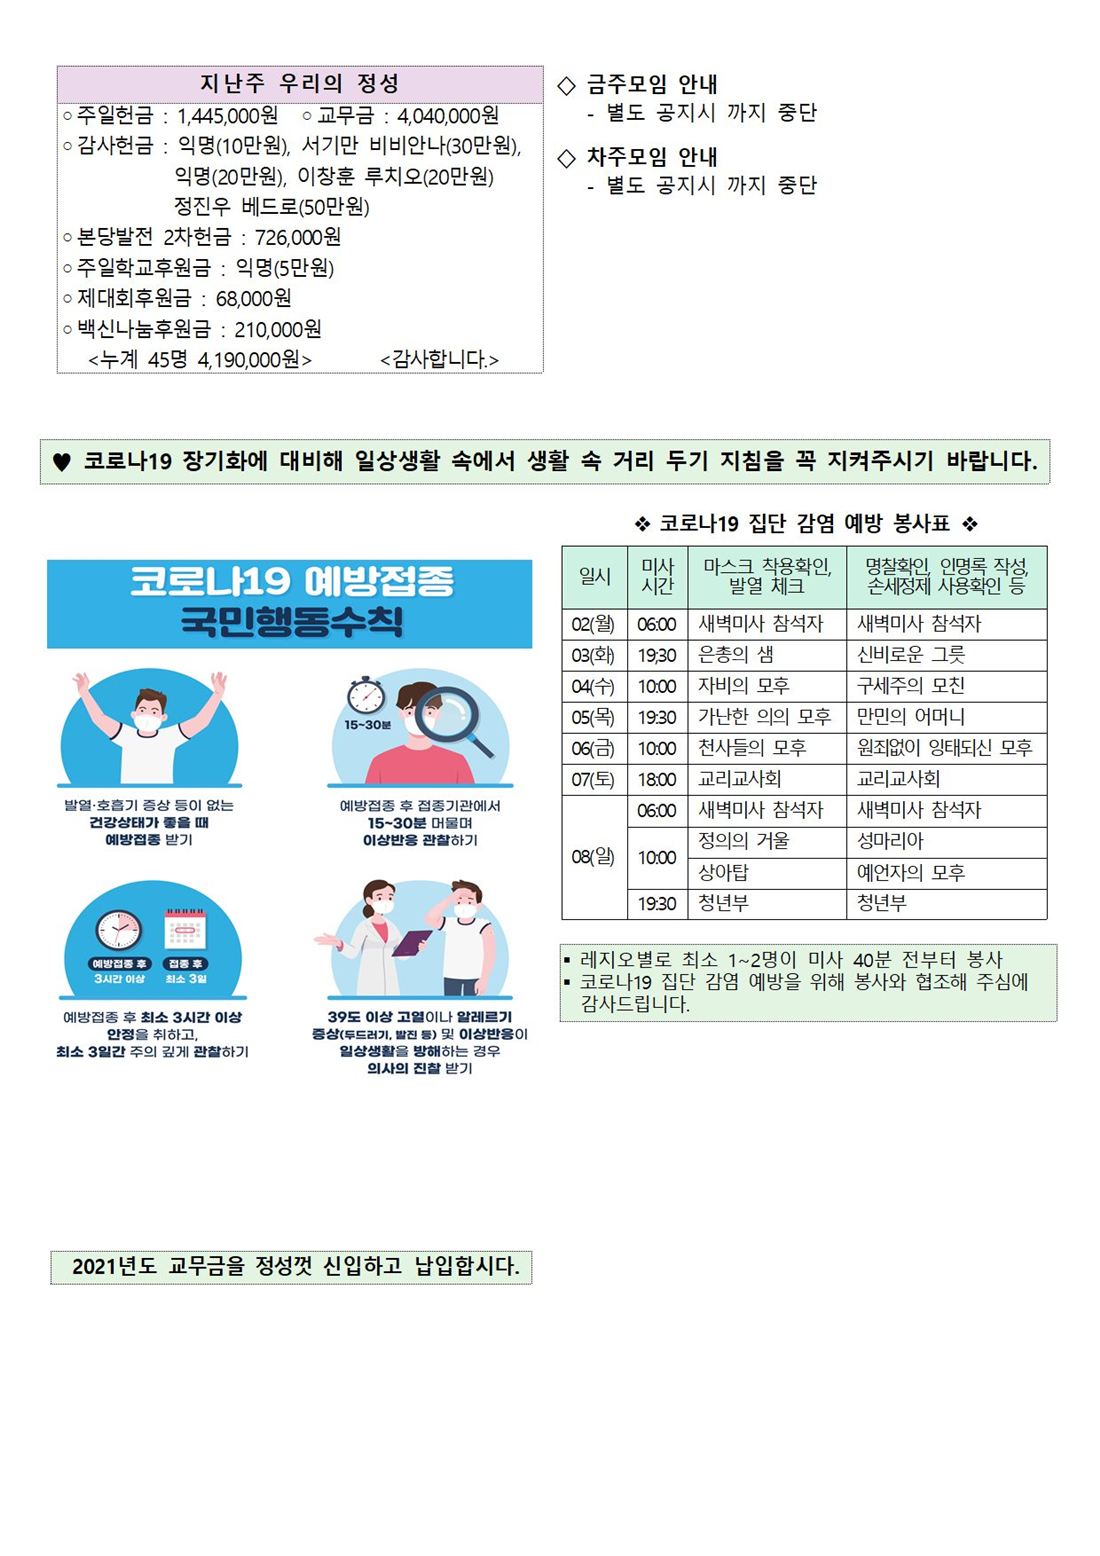 지난주 우리의 정성
○ 주일헌금 : 1,445,000원 ○ 교무금 : 4,040,000원
○ 감사헌금 : 익명(10만원), 서기만 비비안나(30만원),
익명(20만원), 이창훈 루치오(20만원)
정진우 베드로(50만원)
○ 본당발전 2차헌금 : 726,000원
○ 주일학교후원금 : 익명(5만원)
○ 제대회후원금 : 68,000원
○ 백신나눔후원금 : 210,000원
<누계 45명 4,190,000원> <감사합니다.>
◇ 금주모임 안내
- 별도 공지시 까지 중단
◇ 차주모임 안내
- 별도 공지시 까지 중단
♥ 코로나19 장기화에 대비해 일상생활 속에서 생활 속 거리 두기 지침을 꼭 지켜주시기 바랍니다.
코로나19 예방접종
국민행동수칙
발열·호흡기 증상 등이 없는
건강상태가 좋을 때
예방접종 받기
15~30분
예방접종 후 접종기관에서
15~30분 머물며
이상반응 관찰하기
예방접종 후
3시간 이상
접종 후
최소 3일
예방접종 후 최소 3시간 이상
안정을 취하고,
최소 3일간 주의 깊게 관찰하기
39도 이상 고열이나 알레르기
증상(두드러기, 발진 등) 및 이상반응이
일상생활을 방해하는 경우
의사의 진찰 받기
❖ 코로나19 집단 감염 예방 봉사표 ❖
일시 미사 시간 마스크 착용확인, 발열 체크 명찰확인, 인명록 작성, 손세정제 사용확인 등
02(월) 06:00 새벽미사 참석자 새벽미사 참석자
03(화) 19;30 은총의 샘 신비로운 그릇
04(수) 10:00 자비의 모후 구세주의 모친
05(목) 19:30 가난한 의의 모후 만민의 어머니
06(금) 10:00 천사들의 모후 원죄없이 잉태되신 모후
07(토) 18:00 교리교사회 교리교사회
08(일) 06:00 새벽미사 참석자 새벽미사 참석자
10:00 정의의 거울 성마리아
상아탑 예언자의 모후
19:30 청년부 청년부
▪ 레지오별로 최소 1~2명이 미사 40분 전부터 봉사
▪ 코로나19 집단 감염 예방을 위해 봉사와 협조해 주심에
감사드립니다.
2021년도 교무금을 정성껏 신입하고 납입합시다.